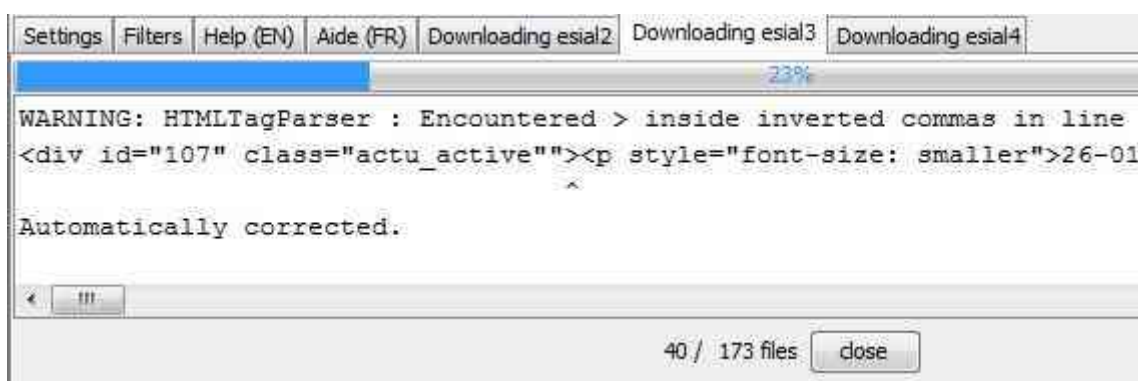 Settings Filters Help (EN) Aide (FR) Downloading esial2 Downloading esial3 Downloading esial4
23%
WARNING: HTMLTagParser : Encountered > inside inverted commas in line
<div id="107" class="actu_active""><p style="font-size: smaller">26-01
^
Automatically corrected.
40 / 173 files close